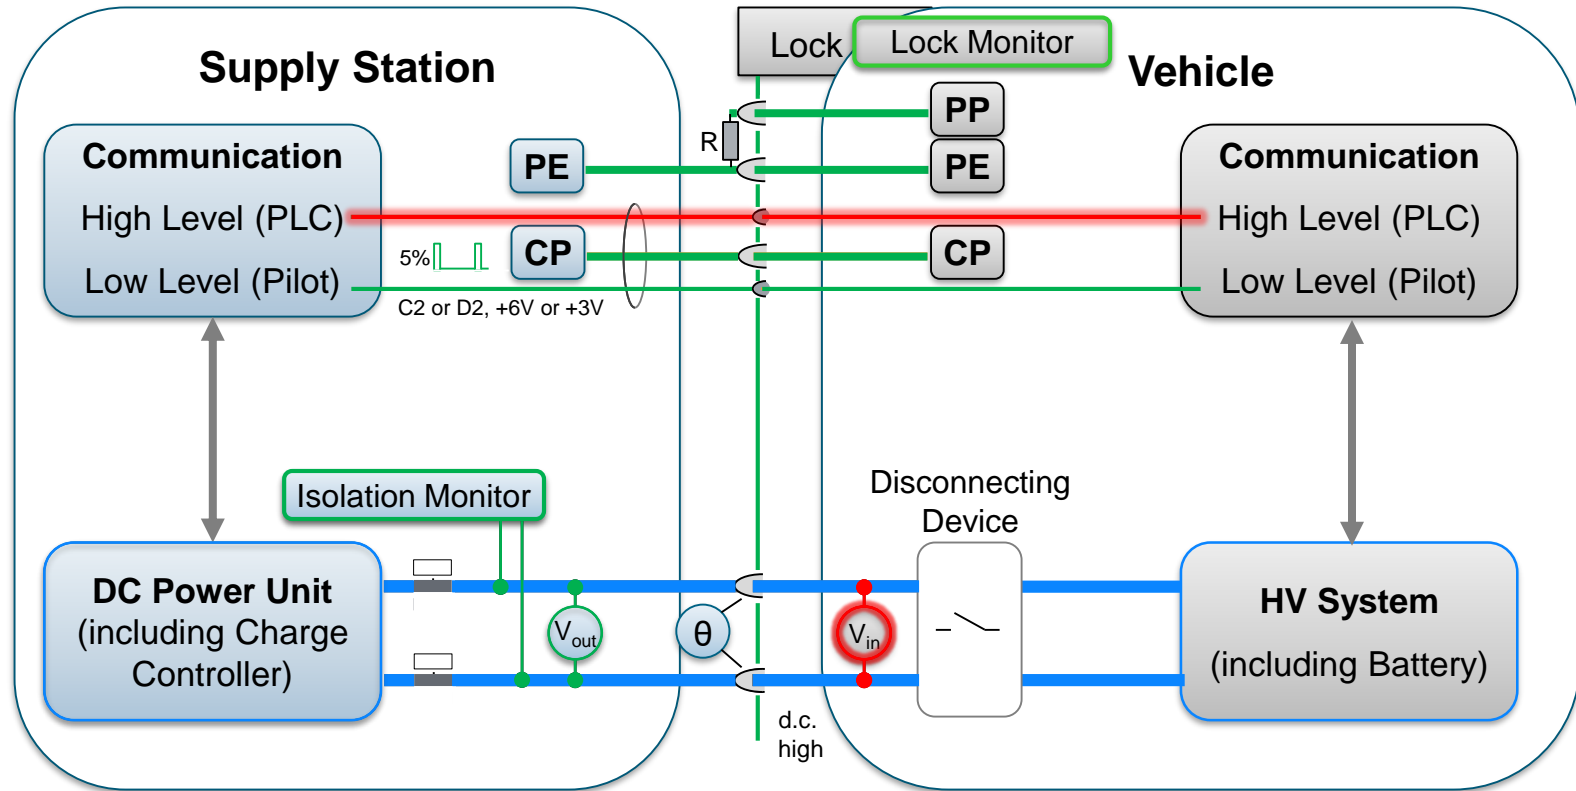 Supply Station
Lock
Lock Monitor
Vehicle
Communication
High Level (PLC)
Low Level (Pilot)
PE
CP
5%
C2 or D2, +6V or +3V
R
PP
PE
CP
Communication
High Level (PLC)
Low Level (Pilot)
Isolation Monitor
Disconnecting
Device
DC Power Unit
(including Charge
Controller)
Vout
θ
Vin
HV System
(including Battery)
d.c.
high